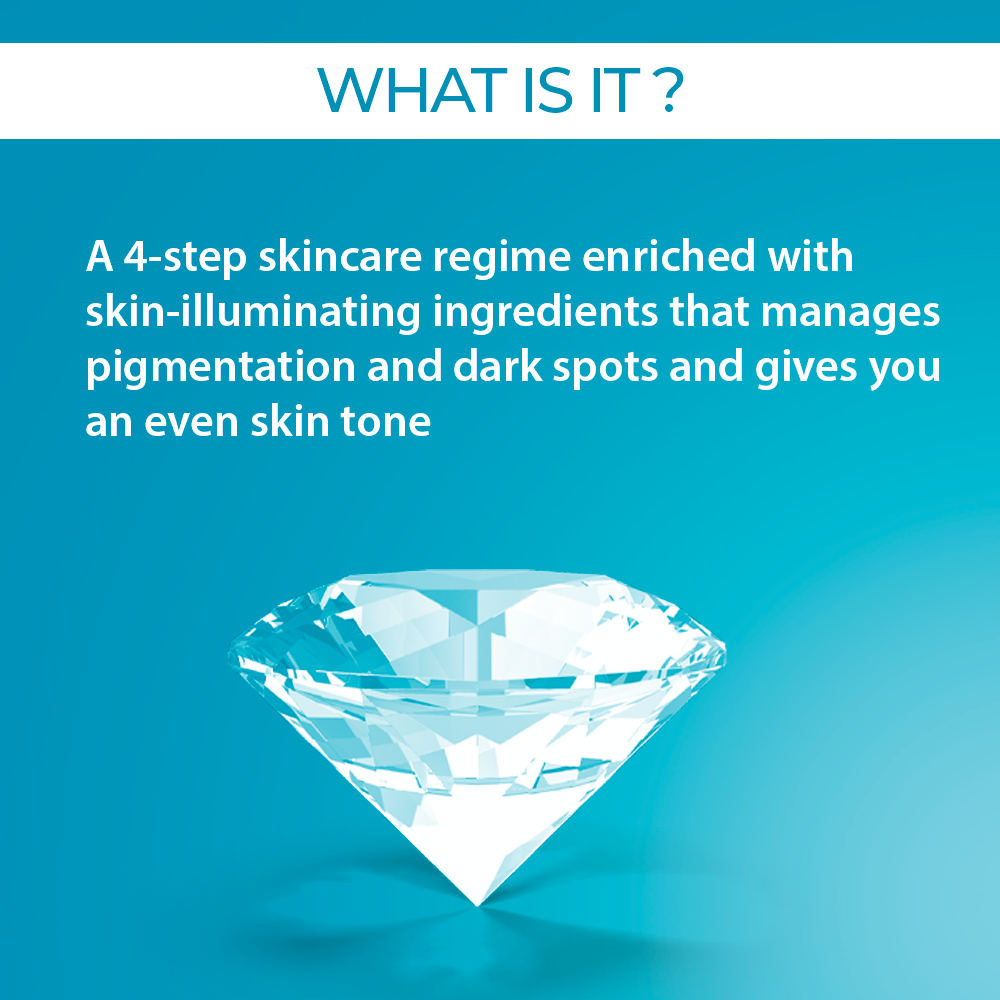 WHAT IS IT ?
A 4-step skincare regime enriched with
skin-illuminating ingredients that manages
pigmentation and dark spots and gives you
an even skin tone